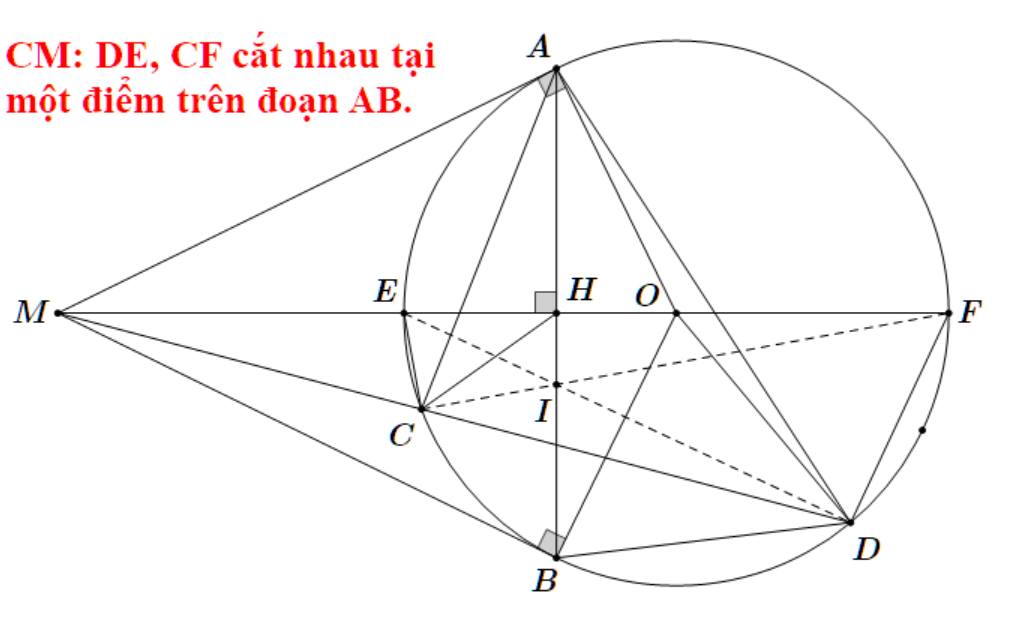 CM: DE, CF cắt nhau tại
một điểm trên đoạn AB.
A
E
H
O
M
F
I
C
D
B